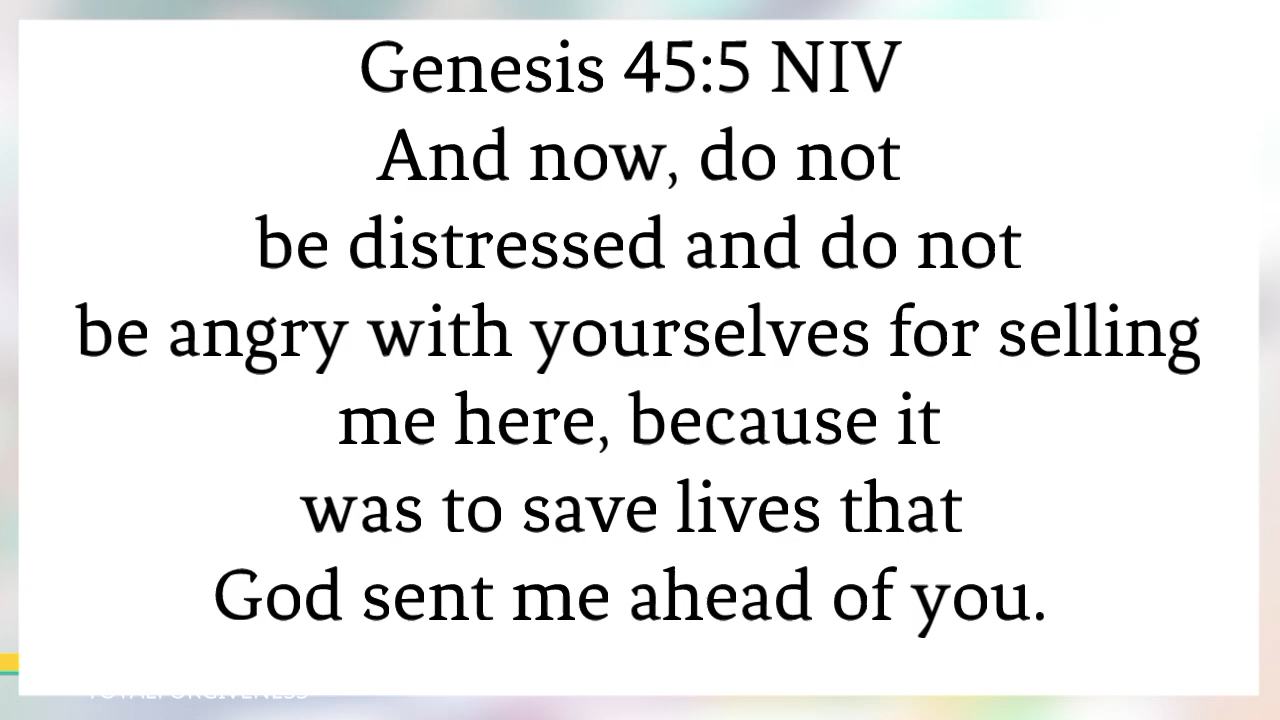 Genesis 45:5 NIV
And now, do not
be distressed and do not
be angry with yourselves for selling
me here, because it
was to save lives that
God sent me ahead of you.